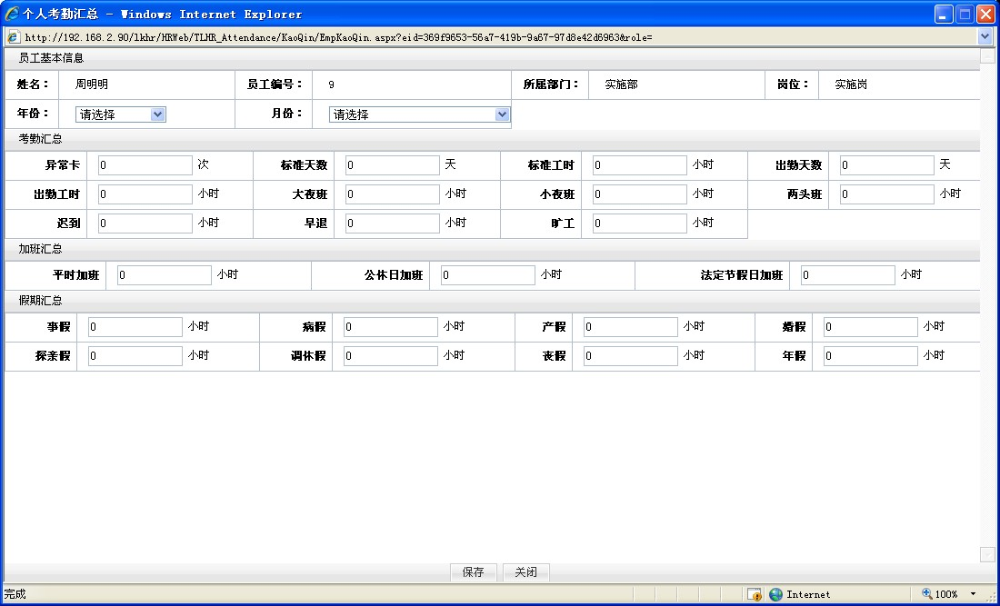 个人考勤汇总 - Windows Internet Explorer
http://192.168.2.90/lkhr/HRWeb/TLHR_Attendance/KaoQin/EmpKaoQin.aspx?eid=369f9653-56a7-419b-9a67-97d8e42d6963&role=
员工基本信息
姓名： 周明明 员工编号： 9 所属部门： 实施部 岗位： 实施岗
年份： 请选择 月份： 请选择
考勤汇总
异常卡 0 次 标准天数 0 天 标准工时 0 小时 出勤天数 0 天
出勤工时 0 小时 大夜班 0 小时 小夜班 0 小时 两头班 0 小时
迟到 0 小时 早退 0 小时 旷工 0 小时
加班汇总
平时加班 0 小时 公休日加班 0 小时 法定节假日加班 0 小时
假期汇总
事假 0 小时 病假 0 小时 产假 0 小时 婚假 0 小时
探亲假 0 小时 调休假 0 小时 丧假 0 小时 年假 0 小时
保存 关闭
完成 Internet 100%